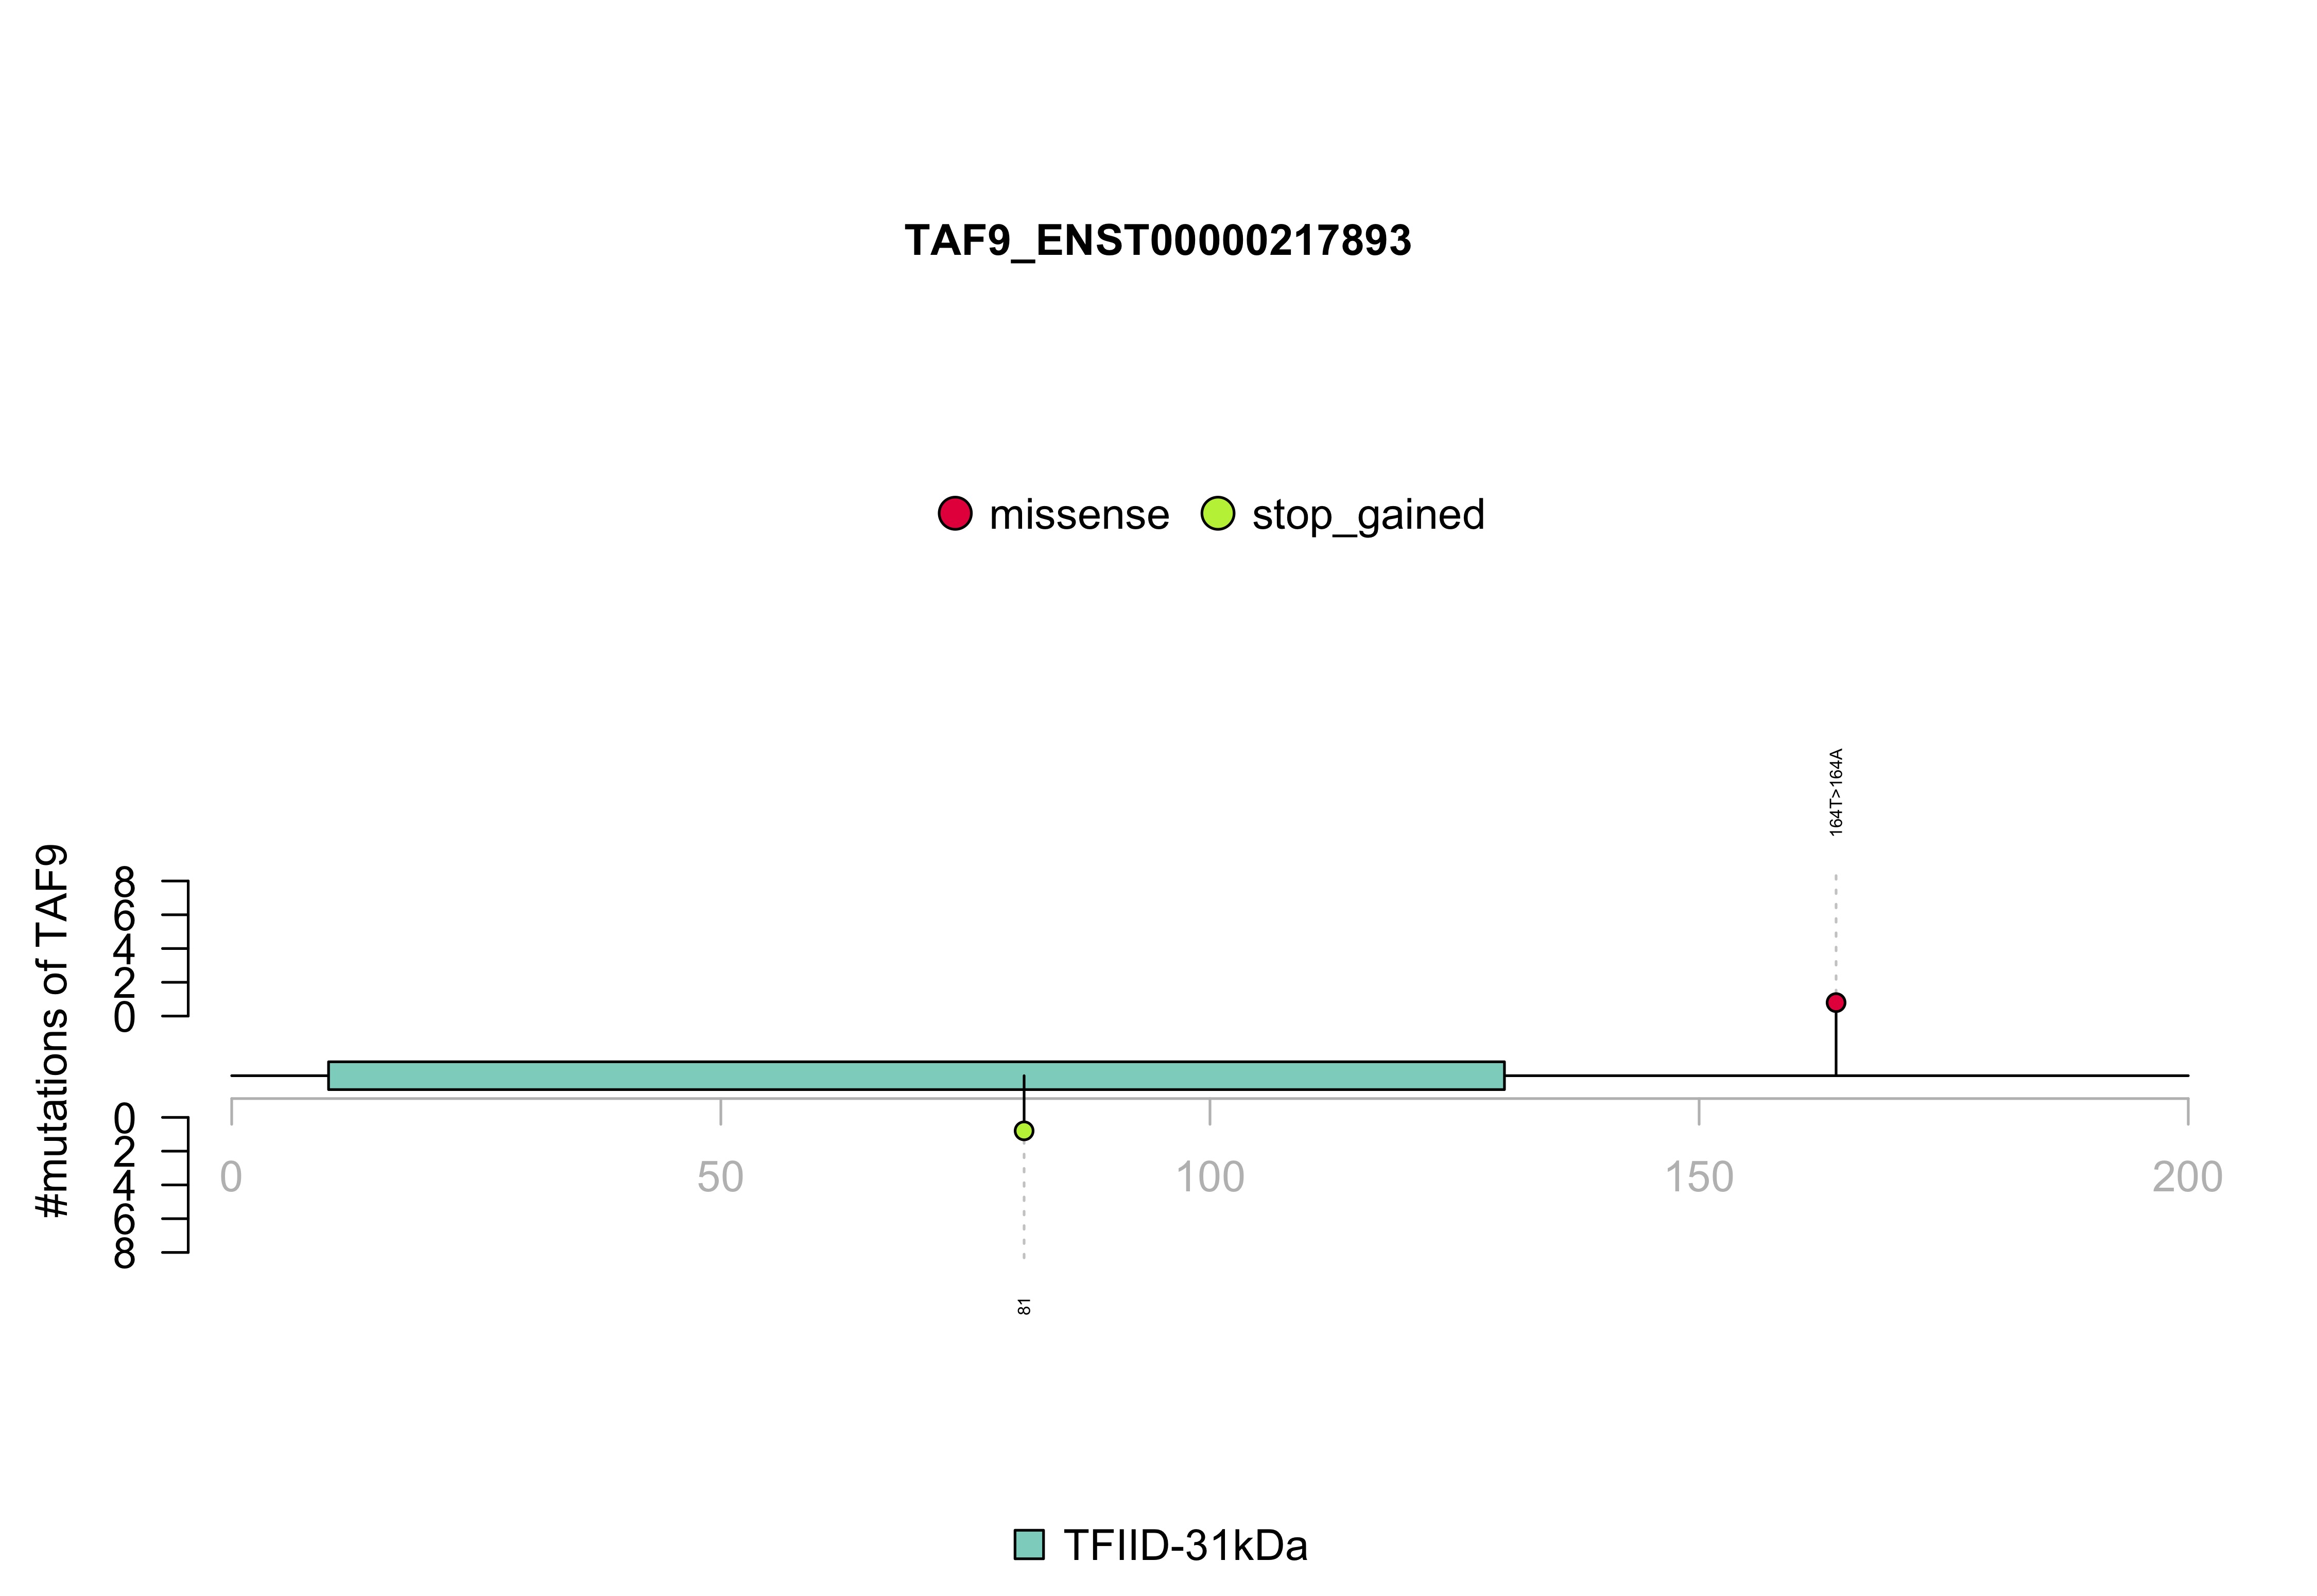 TAF9_ENST00000217893
missense stop_gained
164T>164A
#mutations of TAF9
8
6
4
2
0
0
2
4
6
8
0 50 100 150 200
81
TFIID-31kDa